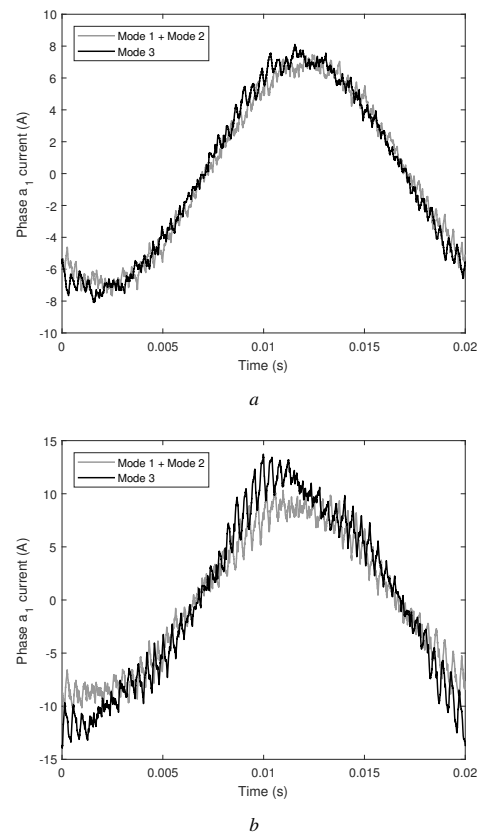 10
8
6
4
2
0
-2
-4
-6
-8
-10
Phase a1 current (A)
Mode 1 + Mode 2
Mode 3
0 0.005 0.01 0.015 0.02
Time (s)
a
15
10
5
0
-5
-10
-15
Phase a1 current (A)
Mode 1 + Mode 2
Mode 3
0 0.005 0.01 0.015 0.02
Time (s)
b